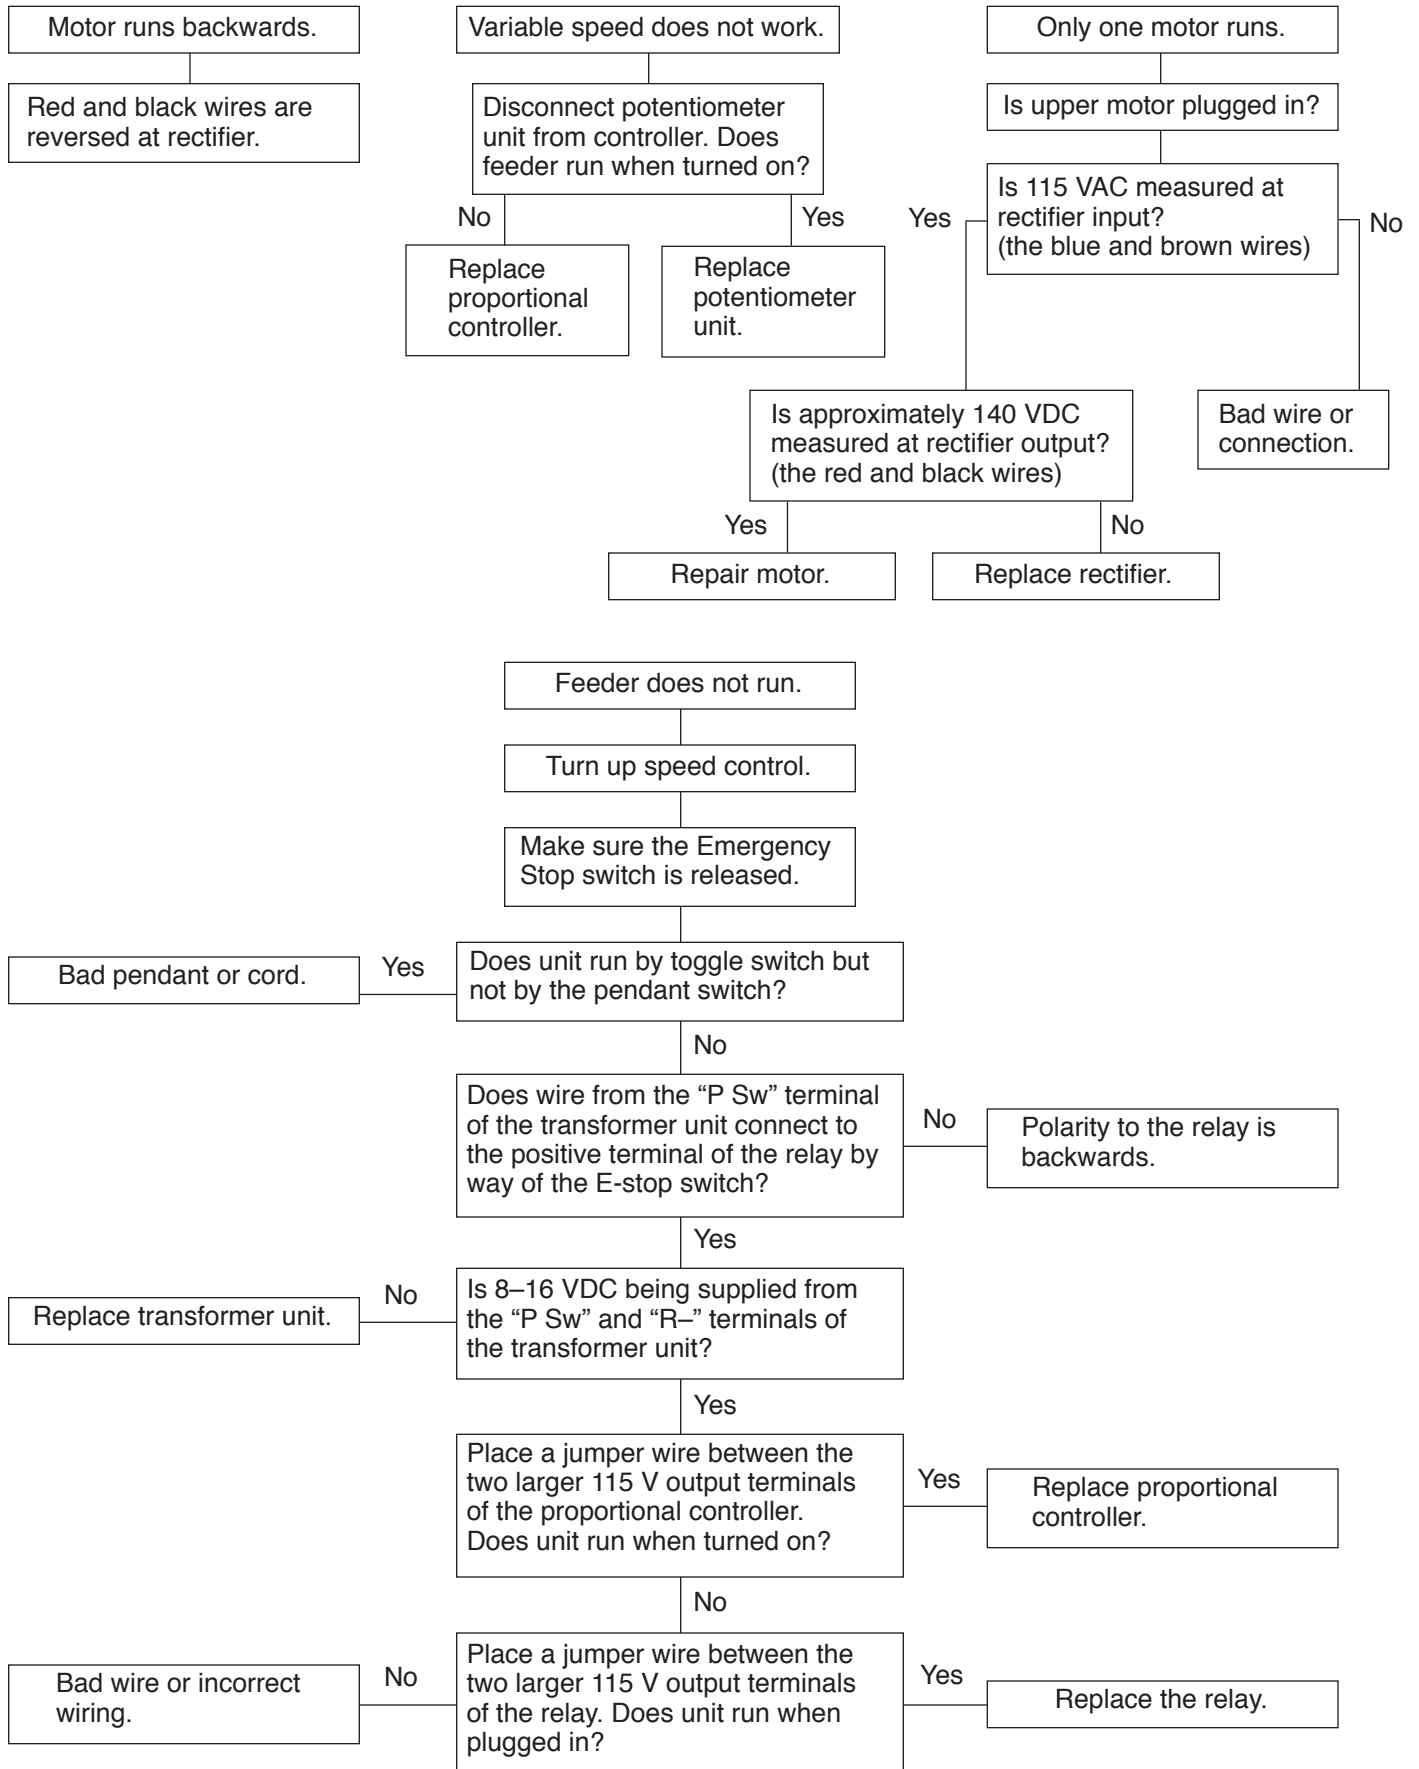 Motor runs backwards.
Red and black wires are
reversed at rectifier.
Variable speed does not work.
Disconnect potentiometer
unit from controller. Does
feeder run when turned on?
No
Yes
Replace
proportional
controller.
Replace
potentiometer
unit.
Only one motor runs.
Is upper motor plugged in?
Is 115 VAC measured at
rectifier input?
(the blue and brown wires)
Yes
No
Is approximately 140 VDC
measured at rectifier output?
(the red and black wires)
Bad wire or
connection.
Yes
No
Repair motor.
Replace rectifier.
Feeder does not run.
Turn up speed control.
Make sure the Emergency
Stop switch is released.
Does unit run by toggle switch but
not by the pendant switch?
Yes
Bad pendant or cord.
No
Does wire from the “P Sw” terminal
of the transformer unit connect to
the positive terminal of the relay by
way of the E-stop switch?
No
Polarity to the relay is
backwards.
Yes
Is 8–16 VDC being supplied from
the “P Sw” and “R–” terminals of
the transformer unit?
No
Replace transformer unit.
Yes
Place a jumper wire between the
two larger 115 V output terminals
of the proportional controller.
Does unit run when turned on?
Yes
Replace proportional
controller.
No
Place a jumper wire between the
two larger 115 V output terminals
of the relay. Does unit run when
plugged in?
No
Bad wire or incorrect
wiring.
Yes
Replace the relay.